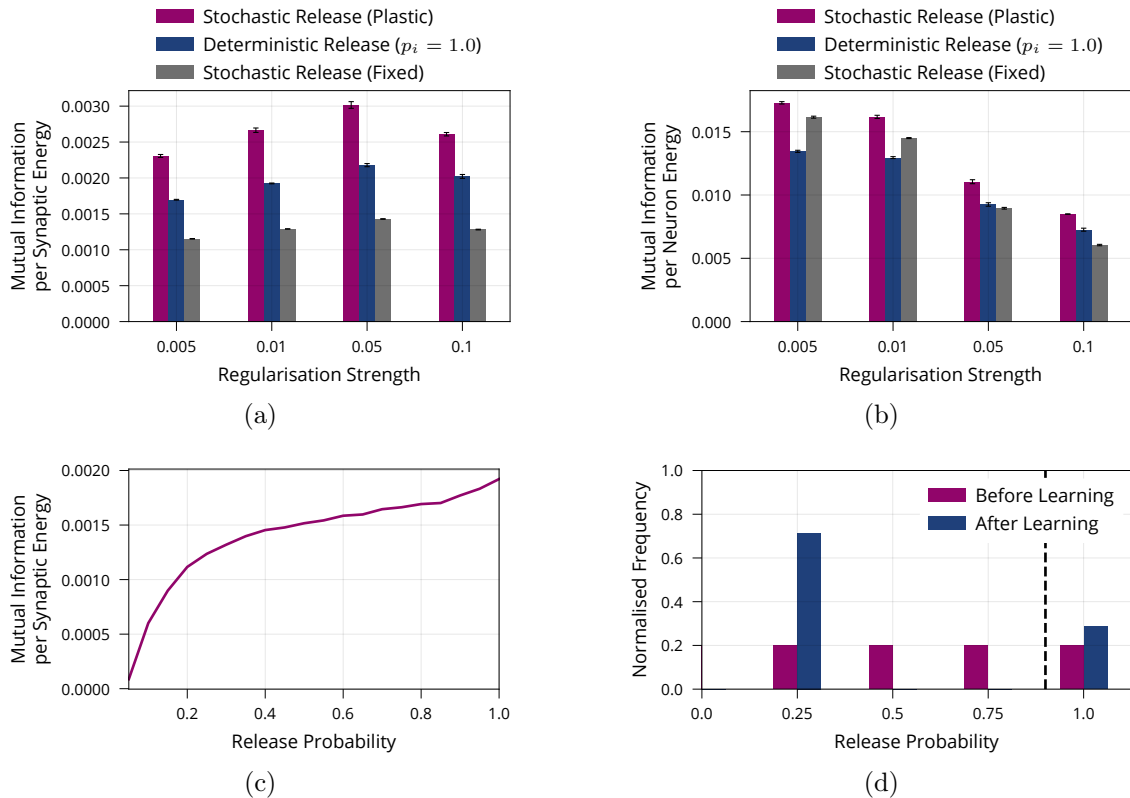 Stochastic Release (Plastic)
Deterministic Release (p_i = 1.0)
Stochastic Release (Fixed)
Mutual Information
per Synaptic Energy
0.0030
0.0025
0.0020
0.0015
0.0010
0.0005
0.0000
0.005 0.01 0.05 0.1
Regularisation Strength
(a)
Stochastic Release (Plastic)
Deterministic Release (p_i = 1.0)
Stochastic Release (Fixed)
Mutual Information
per Neuron Energy
0.015
0.010
0.005
0.000
0.005 0.01 0.05 0.1
Regularisation Strength
(b)
Mutual Information
per Synaptic Energy
0.0020
0.0015
0.0010
0.0005
0.0000
0.2 0.4 0.6 0.8 1.0
Release Probability
(c)
Normalised Frequency
1.0
0.8
0.6
0.4
0.2
0.0
Before Learning
After Learning
0.0 0.25 0.50 0.75 1.0
Release Probability
(d)